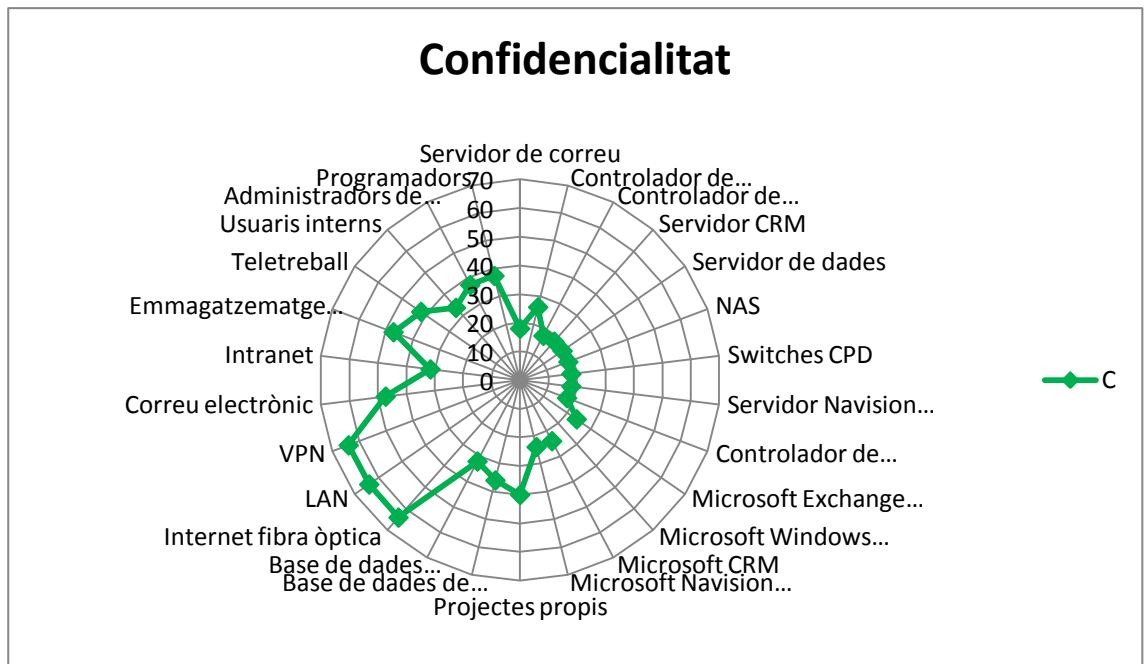 Confidencialitat
Servidor de correu
Controlador de...
Controlador de...
Servidor CRM
Servidor de dades
NAS
Switches CPD
Servidor Navision...
Controlador de...
Microsoft Exchange...
Microsoft Windows...
Microsoft CRM
Microsoft Navision...
Projectes propis
Base de dades de...
Base de dades...
Internet fibra òptica
LAN
VPN
Correu electrònic
Intranet
Emmagatzematge...
Teletreball
Usuaris interns
Administradors de...
Programadors
70
60
50
40
30
20
10
0
C